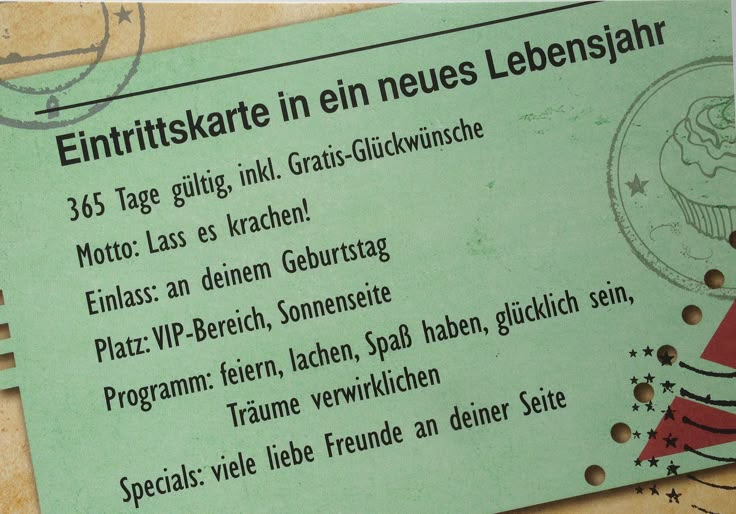 Eintrittskarte in ein neues Lebensjahr
365 Tage gültig, inkl. Gratis-Glückwünsche
Motto: Lass es krachen!
Einlass: an deinem Geburtstag
Platz: VIP-Bereich, Sonnenseite
Programm: feiern, lachen, Spaß haben, glücklich sein,
Träume verwirklichen
Specials: viele liebe Freunde an deiner Seite